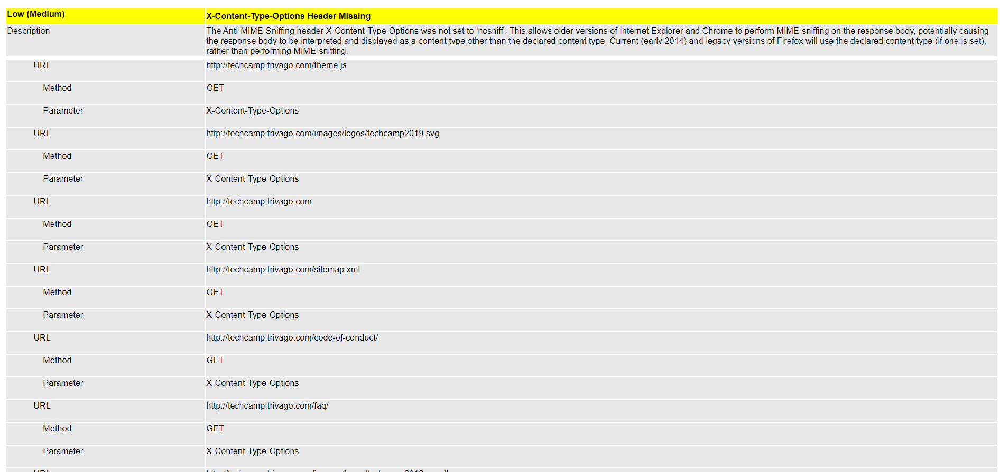 Low (Medium) X-Content-Type-Options Header Missing
Description The Anti-MIME-Sniffing header X-Content-Type-Options was not set to 'nosniff'. This allows older versions of Internet Explorer and Chrome to perform MIME-sniffing on the response body, potentially causing
the response body to be interpreted and displayed as a content type other than the declared content type. Current (early 2014) and legacy versions of Firefox will use the declared content type (if one is set),
rather than performing MIME-sniffing.
URL http://techcamp.trivago.com/theme.js
Method GET
Parameter X-Content-Type-Options
URL http://techcamp.trivago.com/images/logos/techcamp2019.svg
Method GET
Parameter X-Content-Type-Options
URL http://techcamp.trivago.com
Method GET
Parameter X-Content-Type-Options
URL http://techcamp.trivago.com/sitemap.xml
Method GET
Parameter X-Content-Type-Options
URL http://techcamp.trivago.com/code-of-conduct/
Method GET
Parameter X-Content-Type-Options
URL http://techcamp.trivago.com/faq/
Method GET
Parameter X-Content-Type-Options
URL